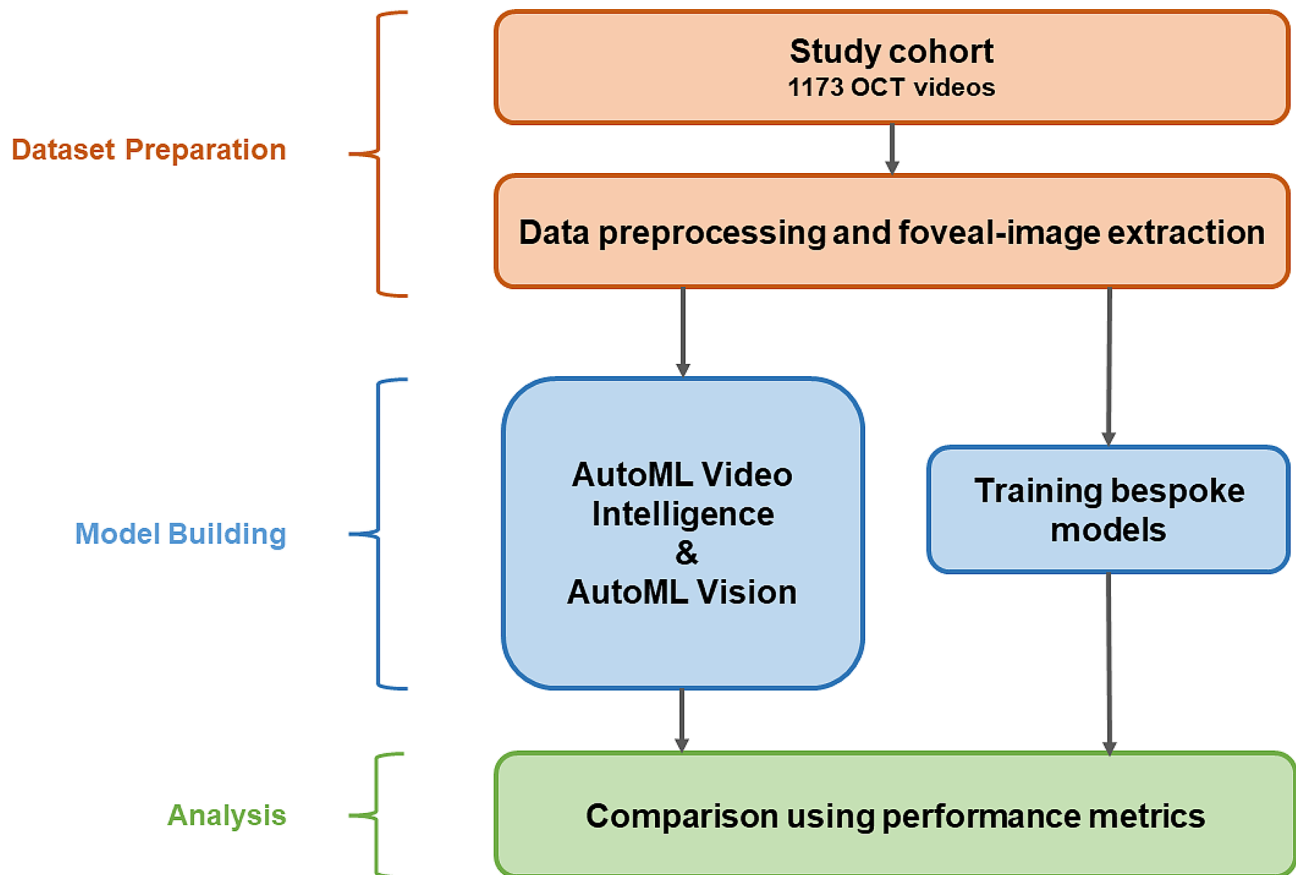 Study cohort
1173 OCT videos
Dataset Preparation
Data preprocessing and foveal-image extraction
AutoML Video
Intelligence
&
AutoML Vision
Training bespoke
models
Model Building
Analysis
Comparison using performance metrics